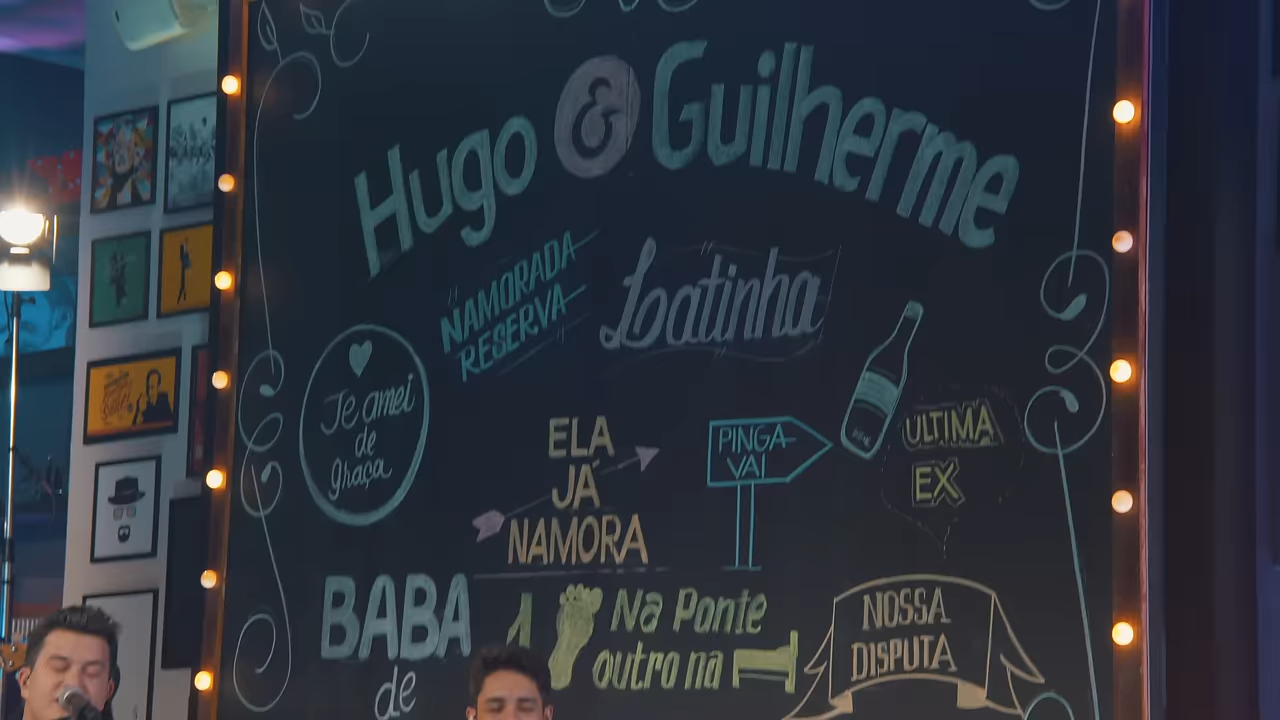 Hugo & Guilherme
NAMORADA
RESERVA
Loatinha
Te amei
de
graça
ELA
JÁ
NAMORA
PINGA
VAI
ULTIMA
EX
BABA
de
1
Na Ponte
outro na
NOSSA
DISPUTA